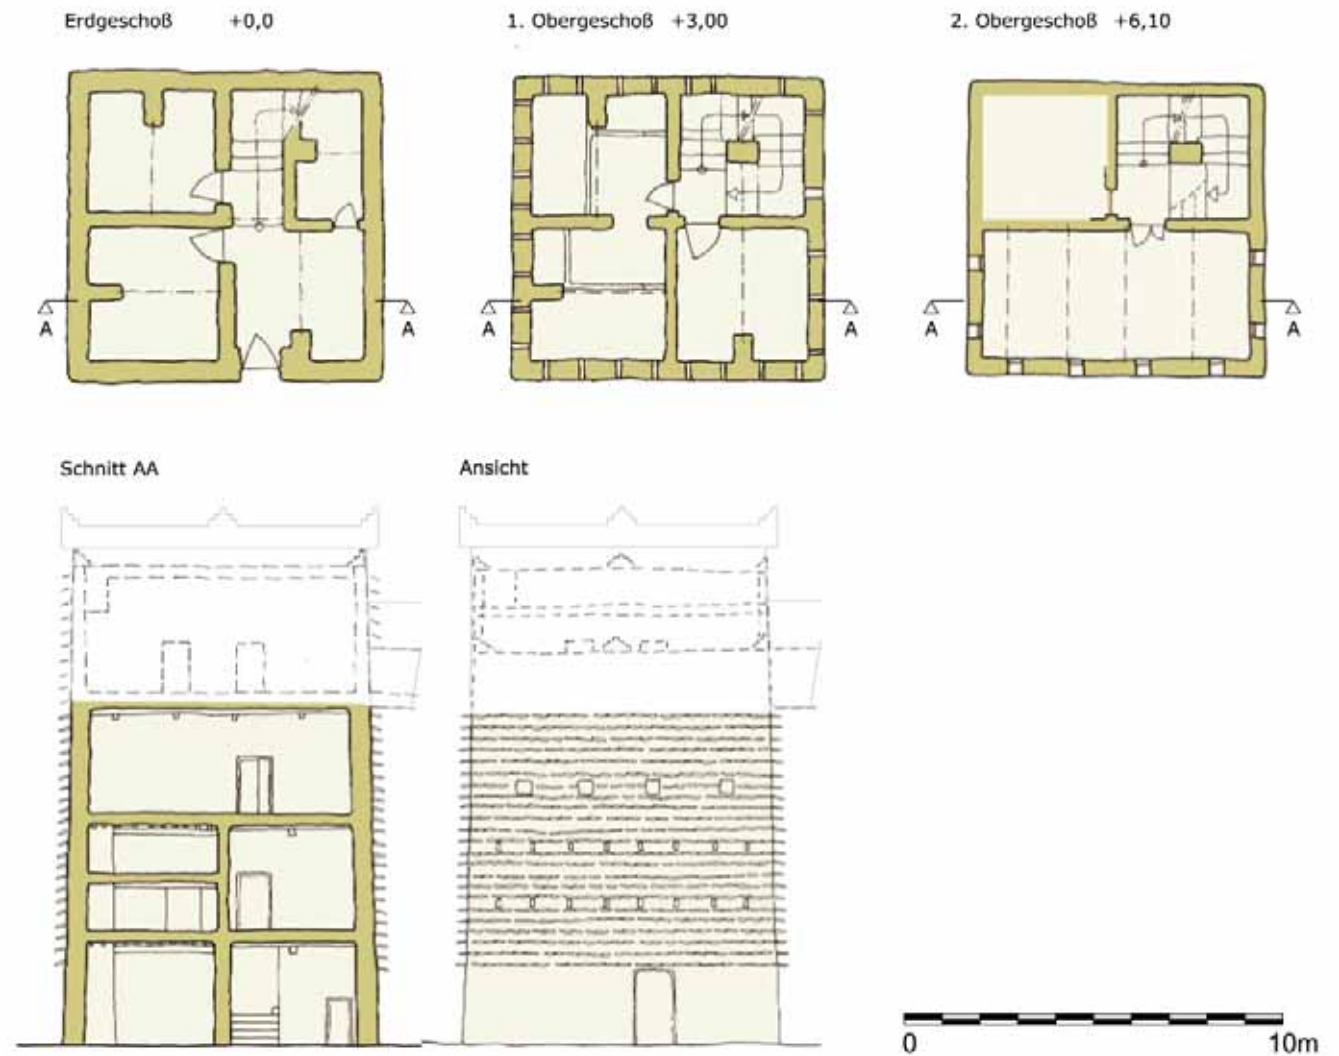 Erdgeschoß +0,0
1. Obergeschoß +3,00
2. Obergeschoß +6,10
A A
A A
A A
Schnitt AA
Ansicht
0 10m